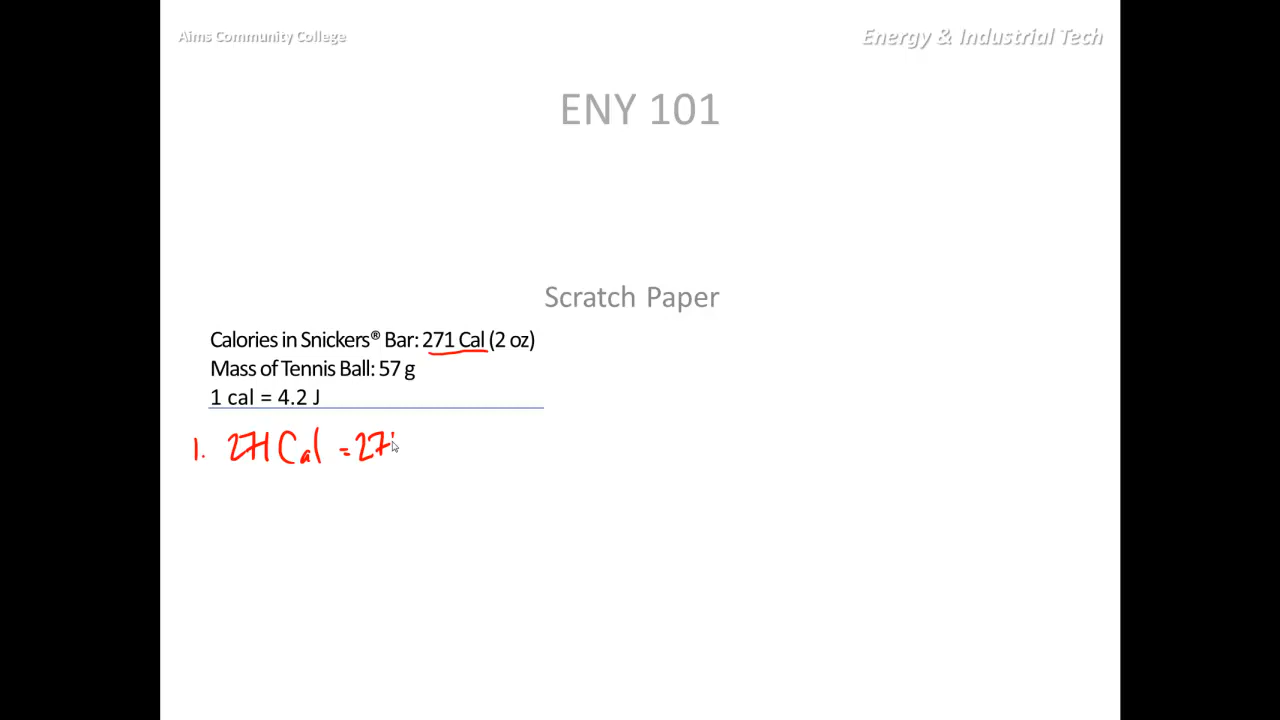 Aims Community College
Energy & Industrial Tech
ENY 101
Scratch Paper
Calories in Snickers® Bar: 271 Cal (2 oz)
Mass of Tennis Ball: 57 g
1 cal = 4.2 J
1. 271 Cal = 27